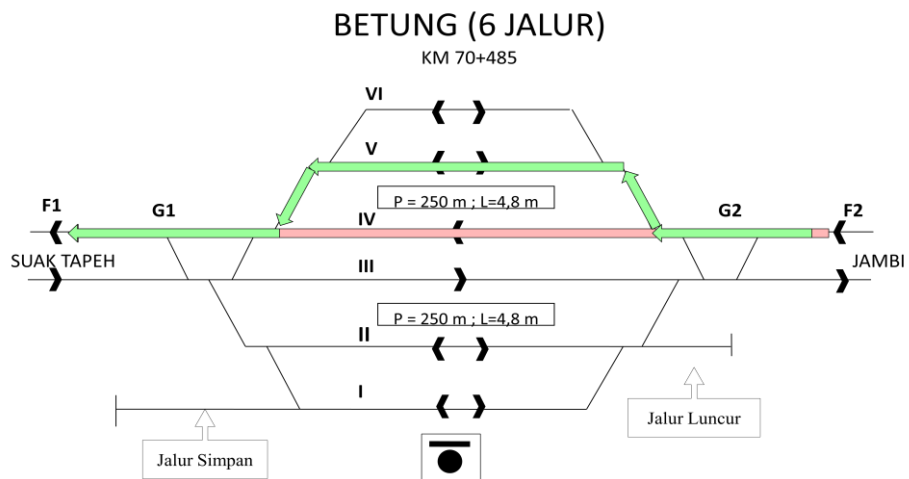 BETUNG (6 JALUR)
KM 70+485
VI
V
P = 250 m ; L=4,8 m
F1
G1
IV
G2
F2
SUAK TAPEH
III
JAMBI
P = 250 m ; L=4,8 m
II
I
Jalur Luncur
Jalur Simpan